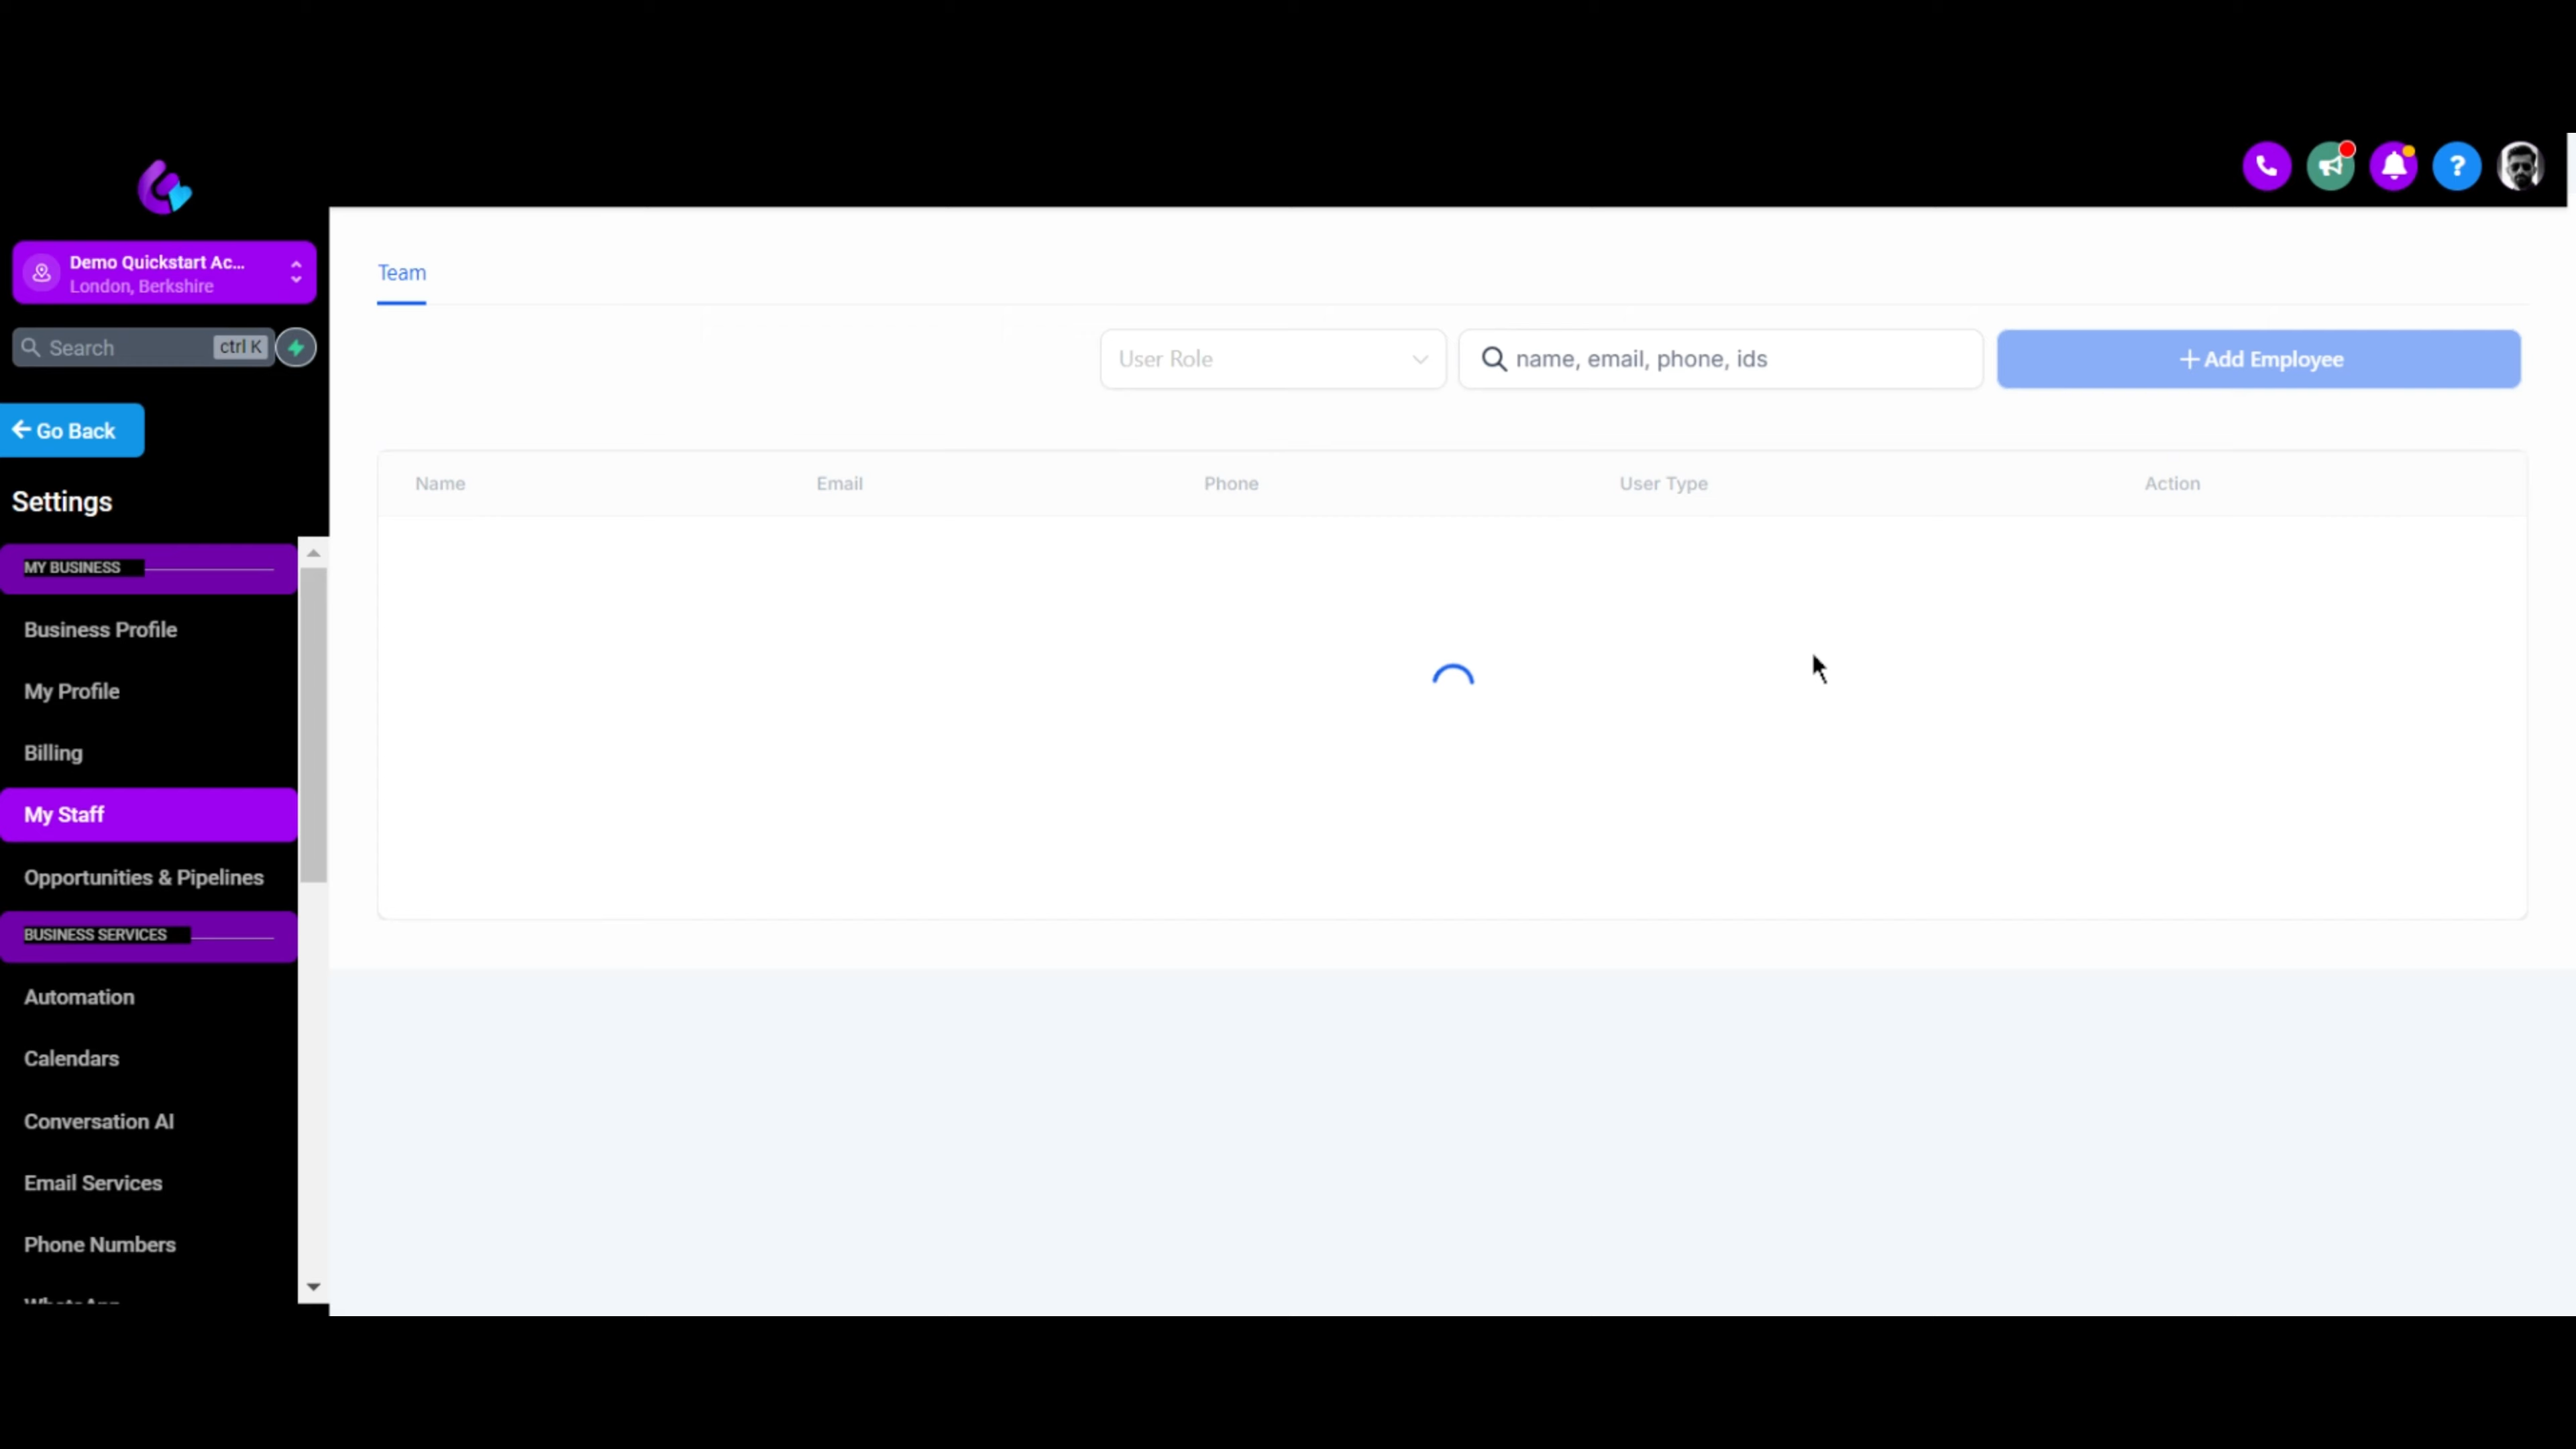 Demo Quickstart Ac...
London, Berkshire
Search
ctrl K
Go Back
Settings
MY BUSINESS
Business Profile
My Profile
Billing
My Staff
Opportunities & Pipelines
BUSINESS SERVICES
Automation
Calendars
Conversation AI
Email Services
Phone Numbers
?
Team
User Role
name, email, phone, ids
+ Add Employee
Name Email Phone User Type Action